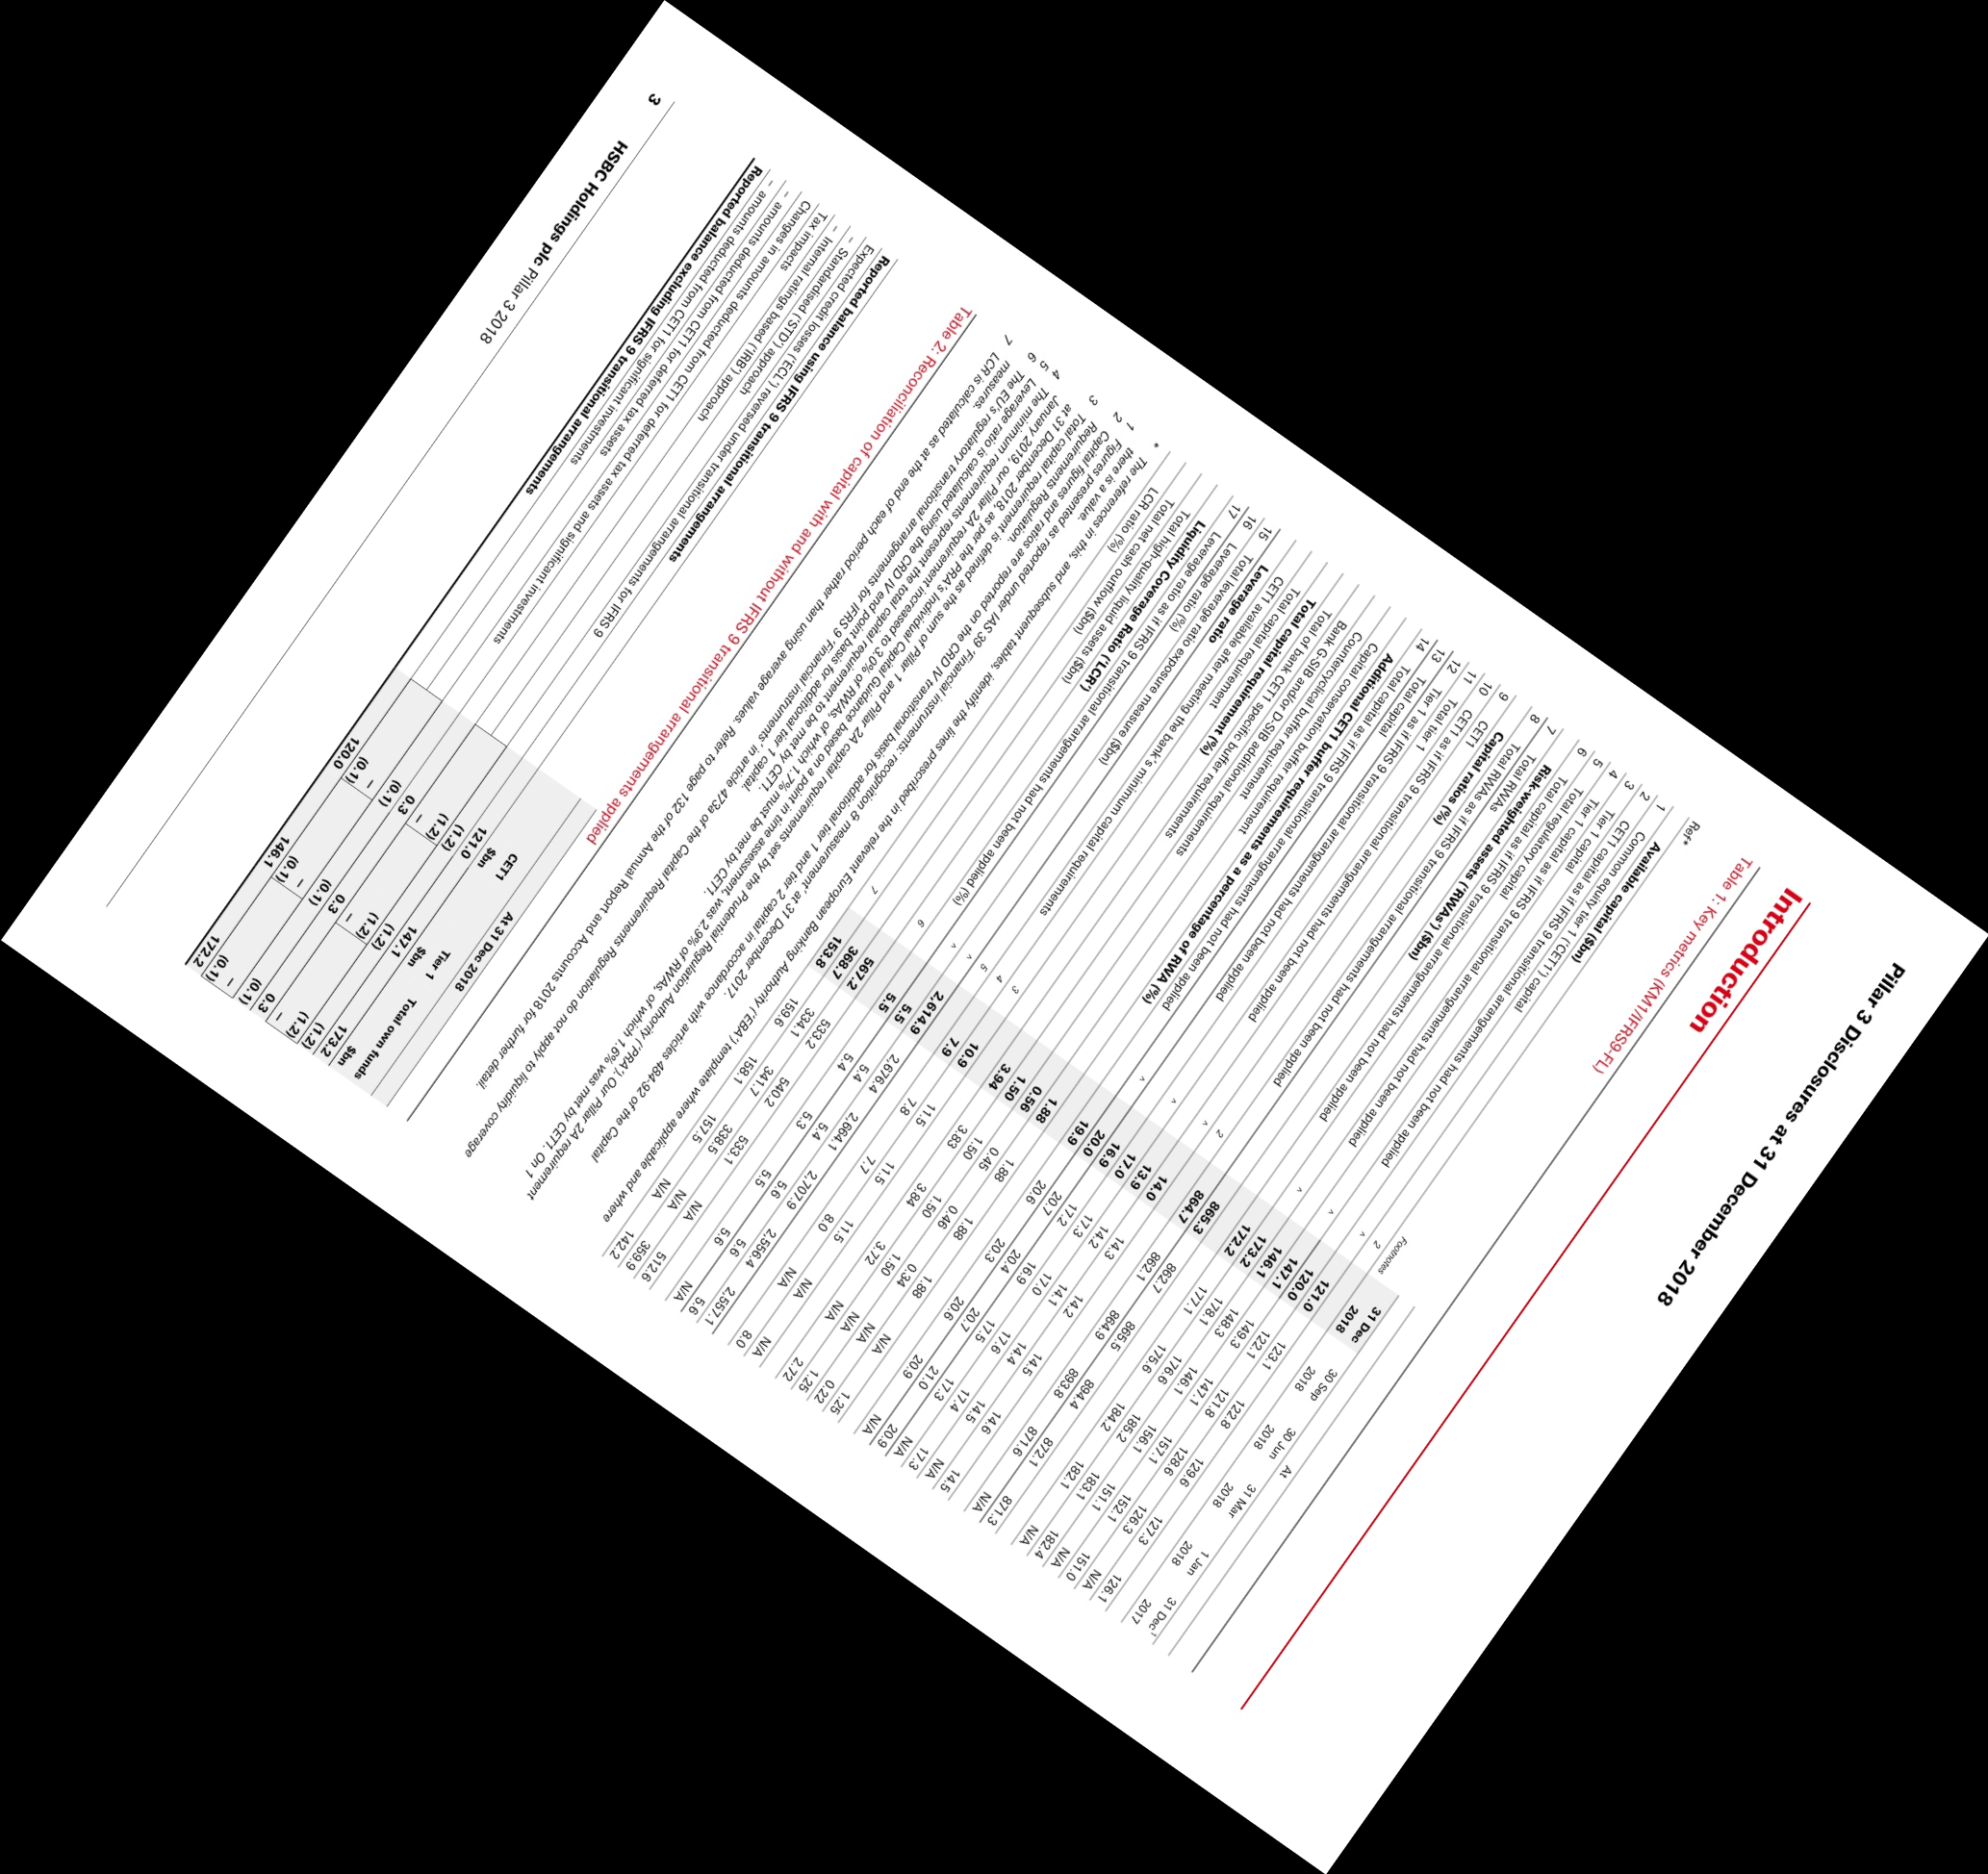 Pillar 3 Disclosures at 31 December 2018
Introduction
Table 1: Key metrics (KM1/IFRS9-FL)
At
31 Dec 30 Sep 30 Jun 31 Mar 1 Jan 31 Dec¹
Ref* Footnotes 2018 2018 2018 2018 2018 2017
Available capital ($bn) 2
1 Common equity tier 1 ('CET1') capital ^ 121.0 123.1 122.8 129.6 127.3 126.1
2 CET1 capital as if IFRS 9 transitional arrangements had not been applied 120.0 122.1 121.8 128.6 126.3 N/A
3 Tier 1 capital ^ 147.1 149.3 147.1 157.1 152.1 151.0
4 Tier 1 capital as if IFRS 9 transitional arrangements had not been applied 146.1 148.3 146.1 156.1 151.1 N/A
5 Total regulatory capital ^ 173.2 178.1 176.6 185.2 183.1 182.4
6 Total capital as if IFRS 9 transitional arrangements had not been applied 172.2 177.1 175.6 184.2 182.1 N/A
Risk-weighted assets ('RWAs') ($bn)
7 Total RWAs 865.3 862.7 865.5 894.4 872.1 871.3
8 Total RWAs as if IFRS 9 transitional arrangements had not been applied 864.7 862.1 864.9 893.8 871.6 N/A
Capital ratios (%) 2
9 CET1 ^ 14.0 14.3 14.2 14.5 14.6 14.5
10 CET1 as if IFRS 9 transitional arrangements had not been applied 13.9 14.2 14.1 14.4 14.5 N/A
11 Total tier 1 ^ 17.0 17.3 17.0 17.6 17.4 17.3
12 Tier 1 as if IFRS 9 transitional arrangements had not been applied 16.9 17.2 16.9 17.5 17.3 N/A
13 Total capital ^ 20.0 20.7 20.4 20.7 21.0 20.9
14 Total capital as if IFRS 9 transitional arrangements had not been applied 19.9 20.6 20.3 20.6 20.9 N/A
Additional CET1 buffer requirements as a percentage of RWA (%)
Capital conservation buffer requirement 1.88 1.88 1.88 1.88 N/A 1.25
Countercyclical buffer requirement 0.56 0.45 0.46 0.34 N/A 0.22
Bank G-SIB and/or D-SIB additional requirements 1.50 1.50 1.50 1.50 N/A 1.25
Total of bank CET1 specific buffer requirements 3.94 3.83 3.84 3.72 N/A 2.72
Total capital requirement (%)
Total capital requirement 3 10.9 11.5 11.5 11.5 N/A N/A
CET1 available after meeting the bank's minimum capital requirements 4 7.9 7.8 7.7 8.0 N/A 8.0
Leverage ratio 5
15 Total leverage ratio exposure measure ($bn) ^ 2,614.9 2,676.4 2,664.1 2,707.9 2,556.4 2,557.1
16 Leverage ratio (%) ^ 5.5 5.4 5.4 5.6 5.6 5.6
17 Leverage ratio as if IFRS 9 transitional arrangements had not been applied (%) 5.5 5.4 5.3 5.5 5.6 N/A
Liquidity Coverage Ratio ('LCR') 6
Total high-quality liquid assets ($bn) 567.2 533.2 540.2 533.1 N/A 512.6
Total net cash outflow ($bn) 368.7 334.1 341.7 338.5 N/A 359.9
LCR ratio (%) 7 153.8 159.6 158.1 157.5 N/A 142.2
* The references in this, and subsequent tables, identify the lines prescribed in the relevant European Banking Authority ('EBA') template where applicable and where
there is a value.
1 Figures presented as reported under IAS 39 'Financial instruments: recognition & measurement' at 31 December 2017.
2 Capital figures and ratios are reported on the CRD IV transitional basis for additional tier 1 and tier 2 capital in accordance with articles 484-92 of the Capital
Requirements Regulation.
3 Total capital requirement is defined as the sum of Pillar 1 and Pillar 2A capital requirements set by the Prudential Regulation Authority ('PRA'). Our Pillar 2A requirement
at 31 December 2018, as per the PRA's Individual Capital Guidance based on a point in time assessment, was 2.9% of RWAs, of which 1.6% was met by CET1. On 1
January 2019, our Pillar 2A requirement increased to 3.0% of RWAs, of which 1.7% must be met by CET1.
4 The minimum requirements represent the total capital requirement to be met by CET1.
5 Leverage ratio is calculated using the CRD IV end point basis for additional tier 1 capital.
6 The EU's regulatory transitional arrangements for IFRS 9 'Financial instruments' in article 473a of the Capital Requirements Regulation do not apply to liquidity coverage
measures.
7 LCR is calculated as at the end of each period rather than using average values. Refer to page 132 of the Annual Report and Accounts 2018 for further detail.
Table 2: Reconciliation of capital with and without IFRS 9 transitional arrangements applied
At 31 Dec 2018
CET1 Tier 1 Total own funds
$bn $bn $bn
Reported balance using IFRS 9 transitional arrangements 121.0 147.1 173.2
Expected credit losses ('ECL') reversed under transitional arrangements for IFRS 9 (1.2) (1.2) (1.2)
– Standardised ('STD') approach (1.2) (1.2) (1.2)
– Internal ratings based ('IRB') approach – – –
Tax impacts 0.3 0.3 0.3
Changes in amounts deducted from CET1 for deferred tax assets and significant investments (0.1) (0.1) (0.1)
– amounts deducted from CET1 for deferred tax assets – – –
– amounts deducted from CET1 for significant investments (0.1) (0.1) (0.1)
Reported balance excluding IFRS 9 transitional arrangements 120.0 146.1 172.2
3 HSBC Holdings plc Pillar 3 2018